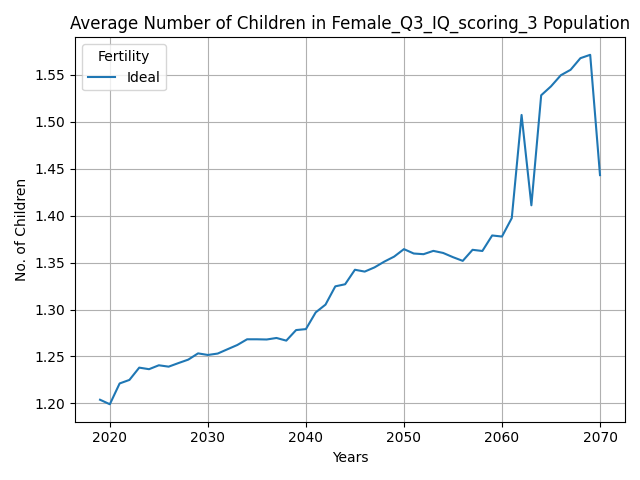 Average Number of Children in Female_Q3_IQ_scoring_3 Population
Fertility
Ideal
No. of Children
1.55
1.50
1.45
1.40
1.35
1.30
1.25
1.20
2020 2030 2040 2050 2060 2070
Years